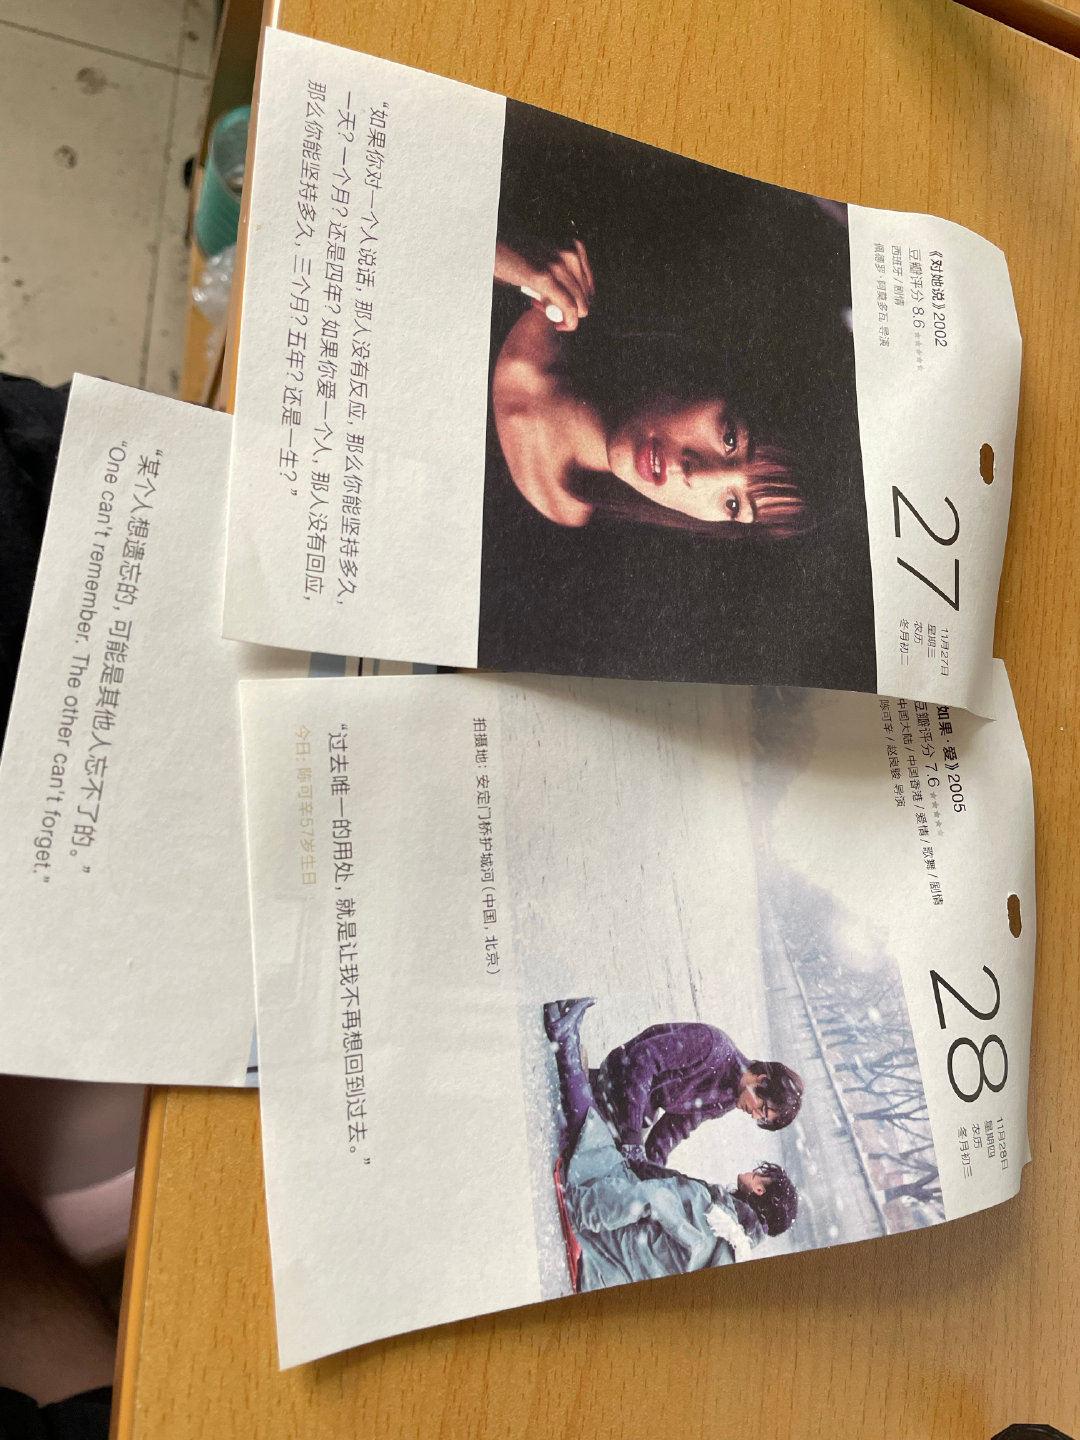 《对她说》2002
豆瓣评分 8.6 ★★★★★
西班牙 / 剧情
佩德罗·阿莫多瓦 导演
27
11月27日
星期三
农历
冬月初二
“如果你对一个人说话，那人没有反应，那么你能坚持多久，
一天？一个月？还是四年？如果你爱一个人，那人没有回应，
那么你能坚持多久，三个月？五年？还是一生？”
如果·爱》2005
豆瓣评分 7.6 ★★★★★
中国大陆 / 中国香港 / 爱情 / 歌舞 / 剧情
陈可辛 / 赵良骏 导演
28
11月28日
星期四
农历
冬月初三
拍摄地：安定门桥护城河（中国，北京）
“过去唯一的用处，就是让我不再想回到过去。”
今日：陈可辛57岁生日
“某个人想遗忘的，可能是其他人忘不了的。”
“One can't remember. The other can't forget.”